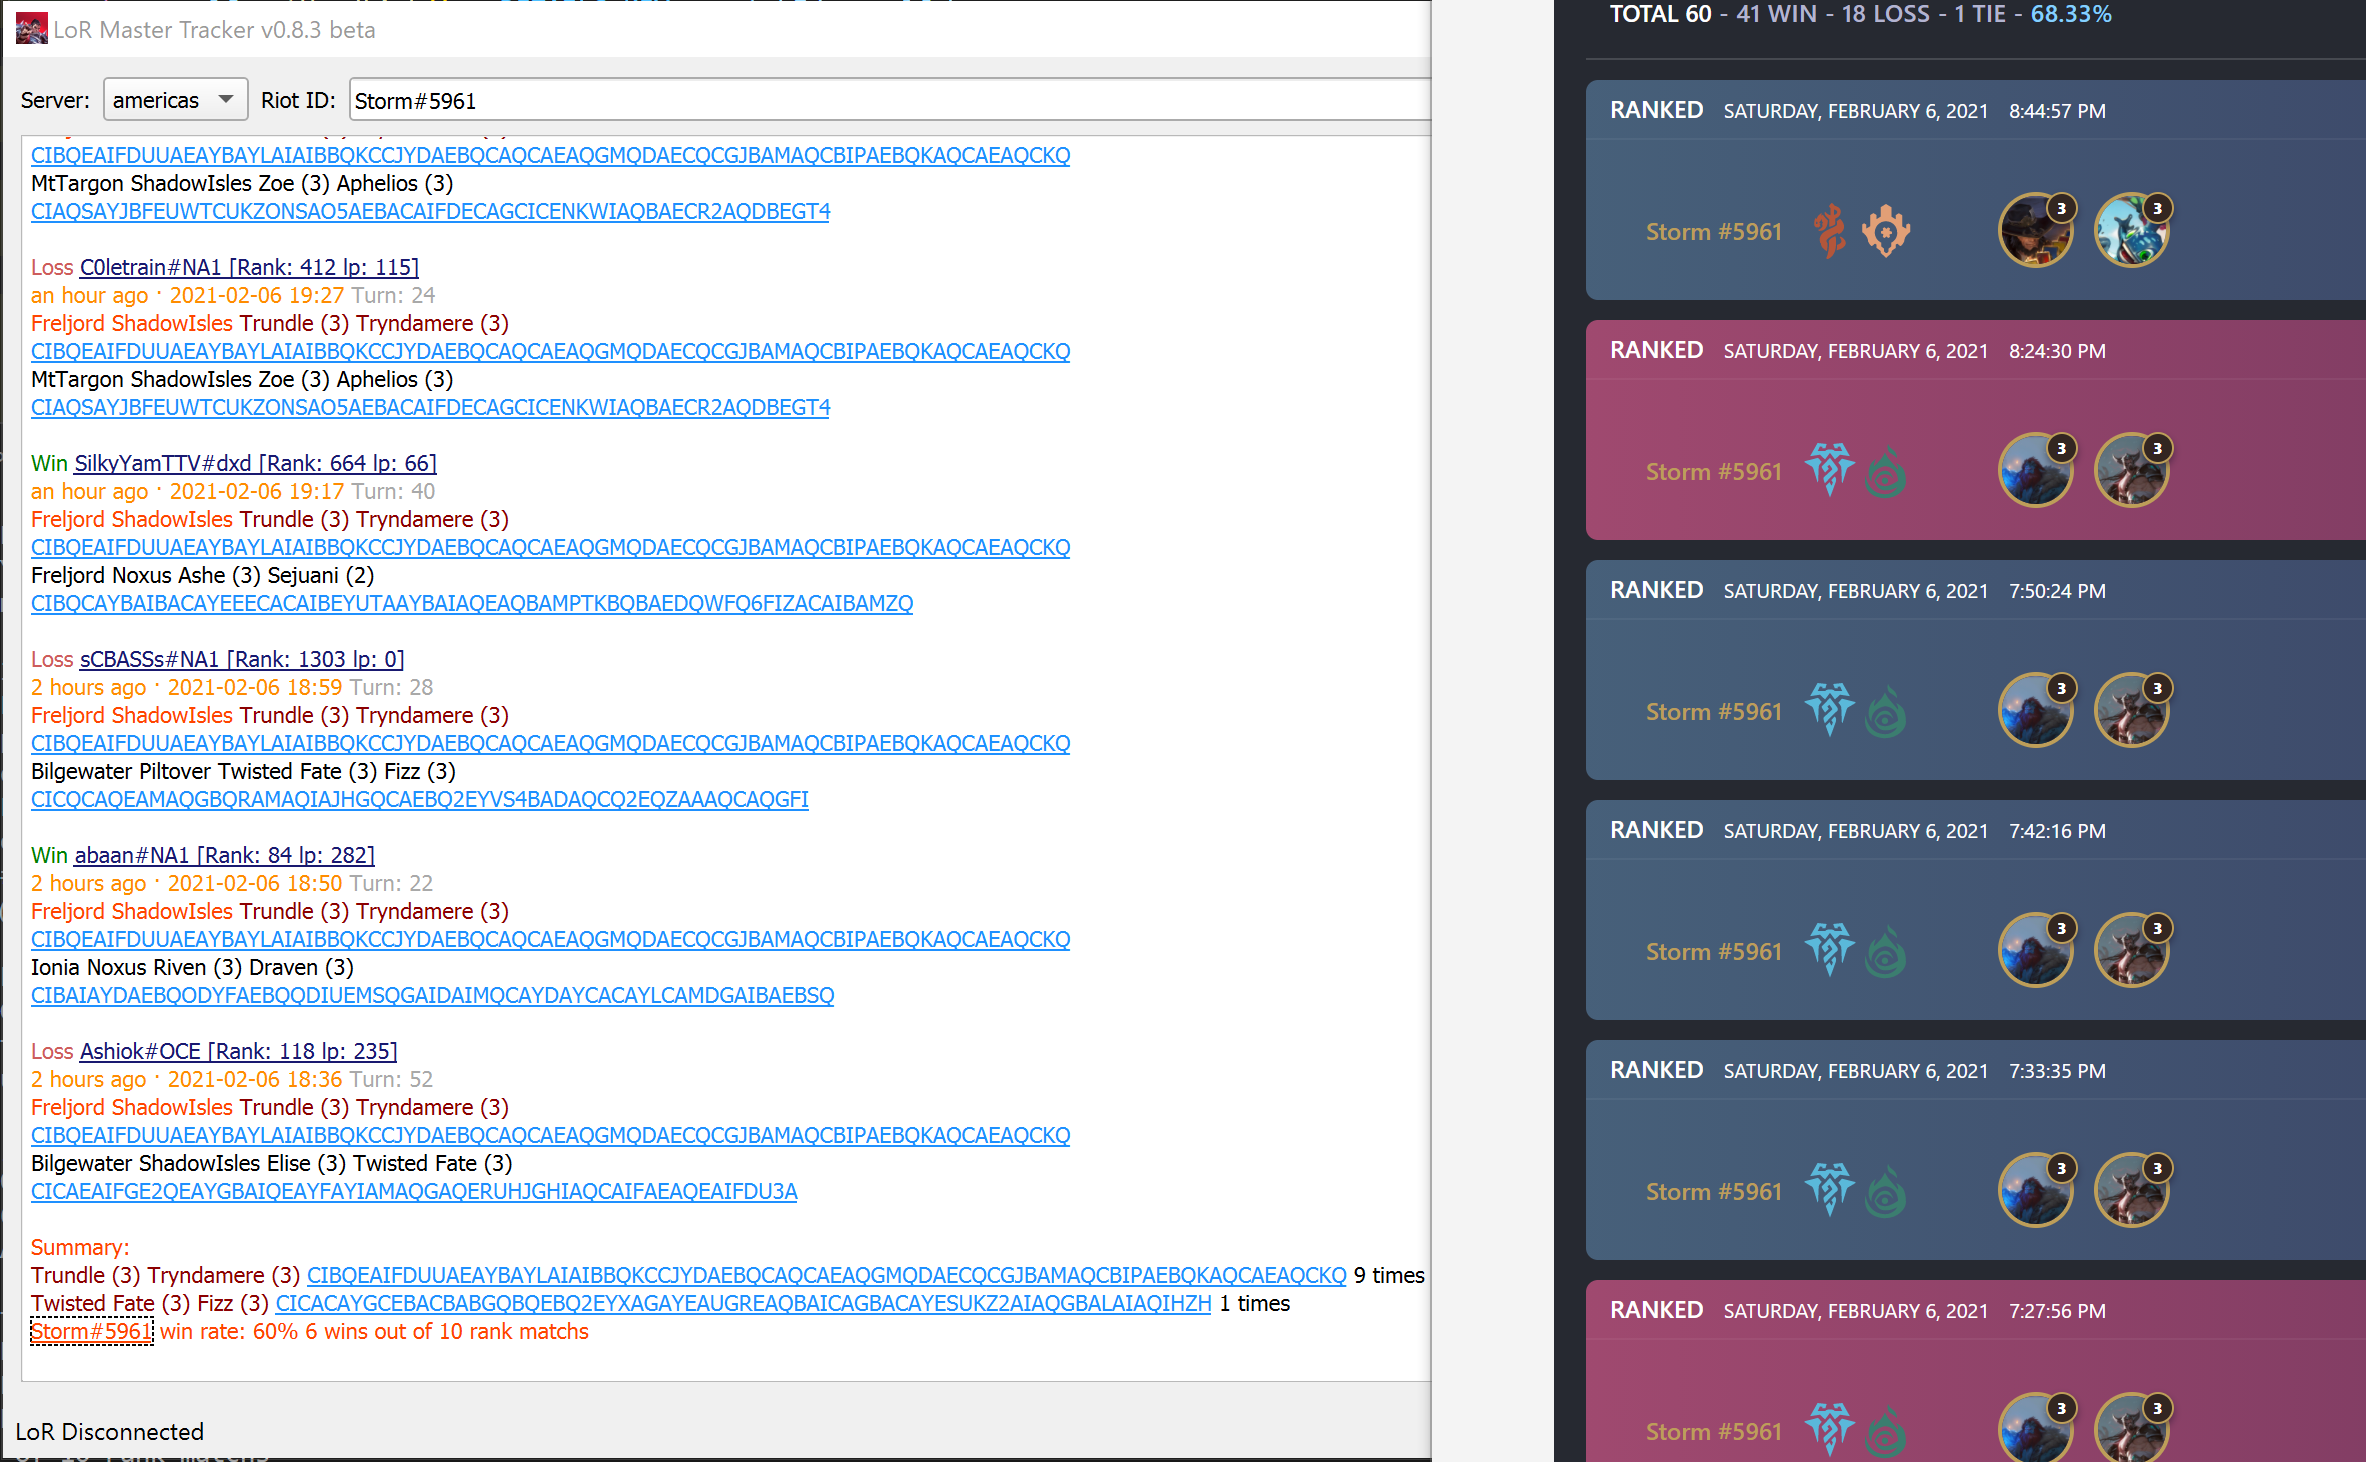 LoR Master Tracker v0.8.3 beta
Server: americas Riot ID: Storm#5961
CIBQEAIFDUUAEAYBAYLAIAIBBQKCCJYDAEBQCAQCAEAQGMQDAECQCGJBAMAQCBIPAEBQKAQCAEAQCKQ
MtTargon ShadowIsles Zoe (3) Aphelios (3)
CIAQSAYJBFEUWTCUKZONSAO5AEBACAIFDECAGCICENKWIAQBAECR2AQDBEGT4
Loss C0letrain#NA1 [Rank: 412 lp: 115]
an hour ago · 2021-02-06 19:27 Turn: 24
Freljord ShadowIsles Trundle (3) Tryndamere (3)
CIBQEAIFDUUAEAYBAYLAIAIBBQKCCJYDAEBQCAQCAEAQGMQDAECQCGJBAMAQCBIPAEBQKAQCAEAQCKQ
MtTargon ShadowIsles Zoe (3) Aphelios (3)
CIAQSAYJBFEUWTCUKZONSAO5AEBACAIFDECAGCICENKWIAQBAECR2AQDBEGT4
Win SilkyYamTTV#dxd [Rank: 664 lp: 66]
an hour ago · 2021-02-06 19:17 Turn: 40
Freljord ShadowIsles Trundle (3) Tryndamere (3)
CIBQEAIFDUUAEAYBAYLAIAIBBQKCCJYDAEBQCAQCAEAQGMQDAECQCGJBAMAQCBIPAEBQKAQCAEAQCKQ
Freljord Noxus Ashe (3) Sejuani (2)
CIBQCAYBAIBACAYEEECACAIBEYUTAAYBAIAQEAQBAMPTKBQBAEDQWFQ6FIZACAIBAMZQ
Loss sCBASSs#NA1 [Rank: 1303 lp: 0]
2 hours ago · 2021-02-06 18:59 Turn: 28
Freljord ShadowIsles Trundle (3) Tryndamere (3)
CIBQEAIFDUUAEAYBAYLAIAIBBQKCCJYDAEBQCAQCAEAQGMQDAECQCGJBAMAQCBIPAEBQKAQCAEAQCKQ
Bilgewater Piltover Twisted Fate (3) Fizz (3)
CICQCAQEAMAQGBQRAMAQIAJHGQCAEBQ2EYVS4BADAQCQ2EQZAAAQCAQGFI
Win abaan#NA1 [Rank: 84 lp: 282]
2 hours ago · 2021-02-06 18:50 Turn: 22
Freljord ShadowIsles Trundle (3) Tryndamere (3)
CIBQEAIFDUUAEAYBAYLAIAIBBQKCCJYDAEBQCAQCAEAQGMQDAECQCGJBAMAQCBIPAEBQKAQCAEAQCKQ
Ionia Noxus Riven (3) Draven (3)
CIBAIAYDAEBQODYFAEBQQDIUEMSQGAIDAIMQCAYDAYCACAYLCAMDGAIBAEBSQ
Loss Ashiok#OCE [Rank: 118 lp: 235]
2 hours ago · 2021-02-06 18:36 Turn: 52
Freljord ShadowIsles Trundle (3) Tryndamere (3)
CIBQEAIFDUUAEAYBAYLAIAIBBQKCCJYDAEBQCAQCAEAQGMQDAECQCGJBAMAQCBIPAEBQKAQCAEAQCKQ
Bilgewater ShadowIsles Elise (3) Twisted Fate (3)
CICAEAIFGE2QEAYGBAIQEAYFAYIAMAQGAQERUHJGHIAQCAIFAEAQEAIFDU3A
Summary:
Trundle (3) Tryndamere (3) CIBQEAIFDUUAEAYBAYLAIAIBBQKCCJYDAEBQCAQCAEAQGMQDAECQCGJBAMAQCBIPAEBQKAQCAEAQCKQ 9 times
Twisted Fate (3) Fizz (3) CICACAYGCEBACBABGQBQEBQ2EYXAGAYEAUGREAQBAICAGBACAYESUKZ2AIAQGBALAIAQIHZH 1 times
Storm#5961 win rate: 60% 6 wins out of 10 rank matchs
LoR Disconnected
TOTAL 60 - 41 WIN - 18 LOSS - 1 TIE - 68.33%
RANKED SATURDAY, FEBRUARY 6, 2021 8:44:57 PM
Storm #5961 3 3
RANKED SATURDAY, FEBRUARY 6, 2021 8:24:30 PM
Storm #5961 3 3
RANKED SATURDAY, FEBRUARY 6, 2021 7:50:24 PM
Storm #5961 3 3
RANKED SATURDAY, FEBRUARY 6, 2021 7:42:16 PM
Storm #5961 3 3
RANKED SATURDAY, FEBRUARY 6, 2021 7:33:35 PM
Storm #5961 3 3
RANKED SATURDAY, FEBRUARY 6, 2021 7:27:56 PM
Storm #5961 3 3